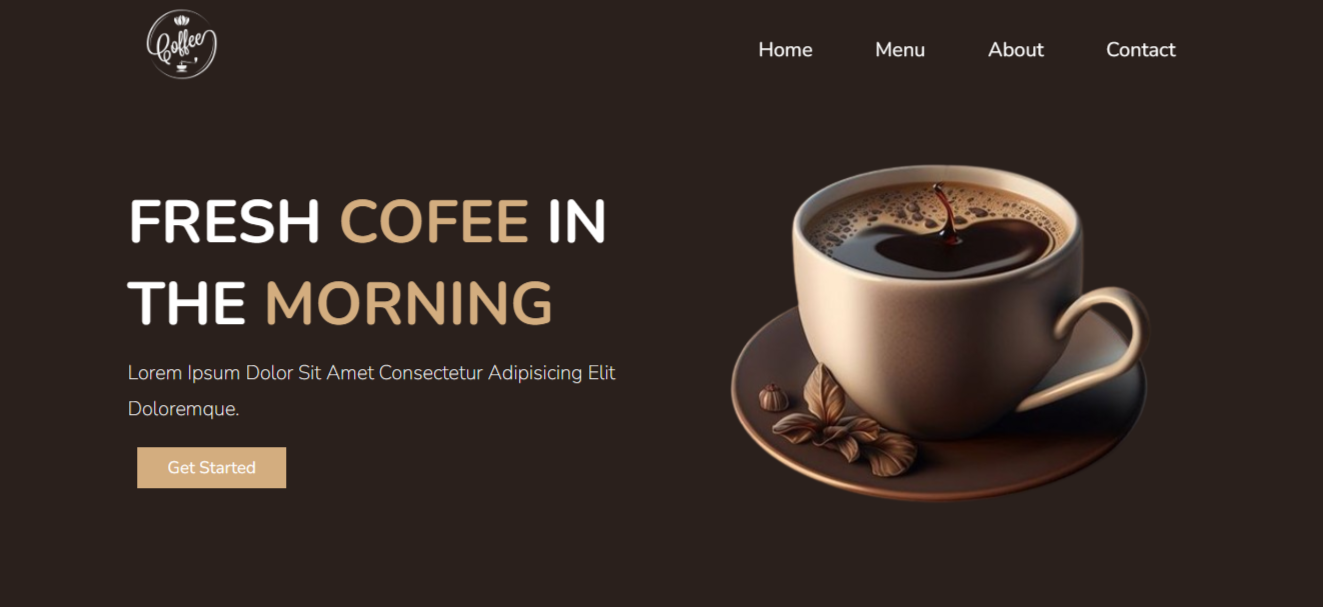 Coffee
Home Menu About Contact
FRESH COFEE IN
THE MORNING
Lorem Ipsum Dolor Sit Amet Consectetur Adipisicing Elit
Doloremque.
Get Started